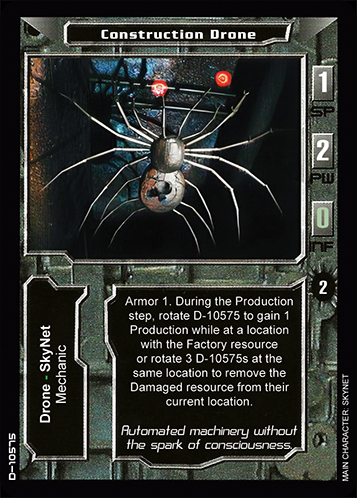 Construction Drone
1
SP
2
PW
0
INF
2
Drone - SkyNet
Mechanic
Armor 1. During the Production
step, rotate D-10575 to gain 1
Production while at a location
with the Factory resource
or rotate 3 D-10575s at the
same location to remove the
Damaged resource from their
current location.
Automated machinery without
the spark of consciousness.
D-10575
MAIN CHARACTER: SKYNET